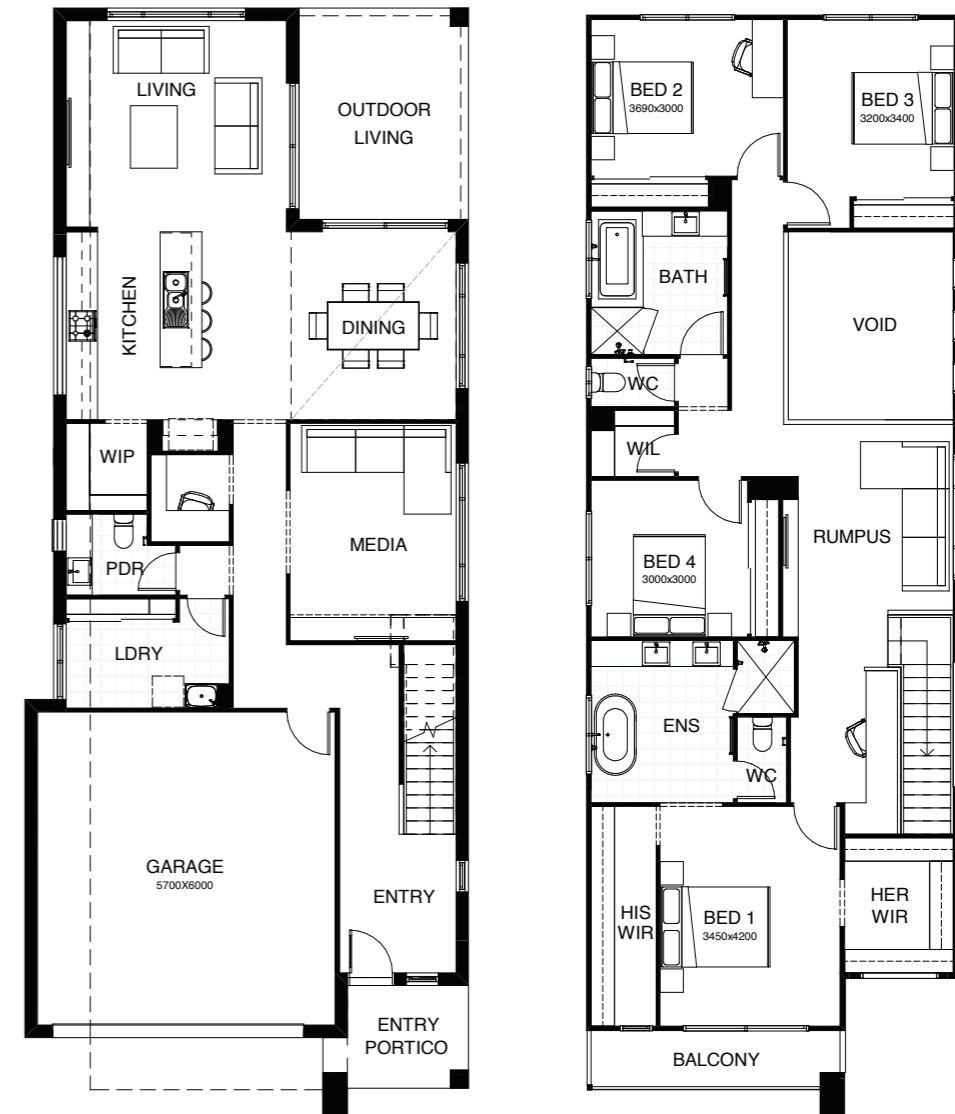 LIVING
OUTDOOR
LIVING
KITCHEN
DINING
WIP
MEDIA
PDR
LDRY
GARAGE
5700X6000
ENTRY
ENTRY
PORTICO
BED 2
3690x3000
BED 3
3200x3400
BATH
VOID
WC
WIL
RUMPUS
BED 4
3000x3000
ENS
WC
HIS
WIR
BED 1
3450x4200
HER
WIR
BALCONY